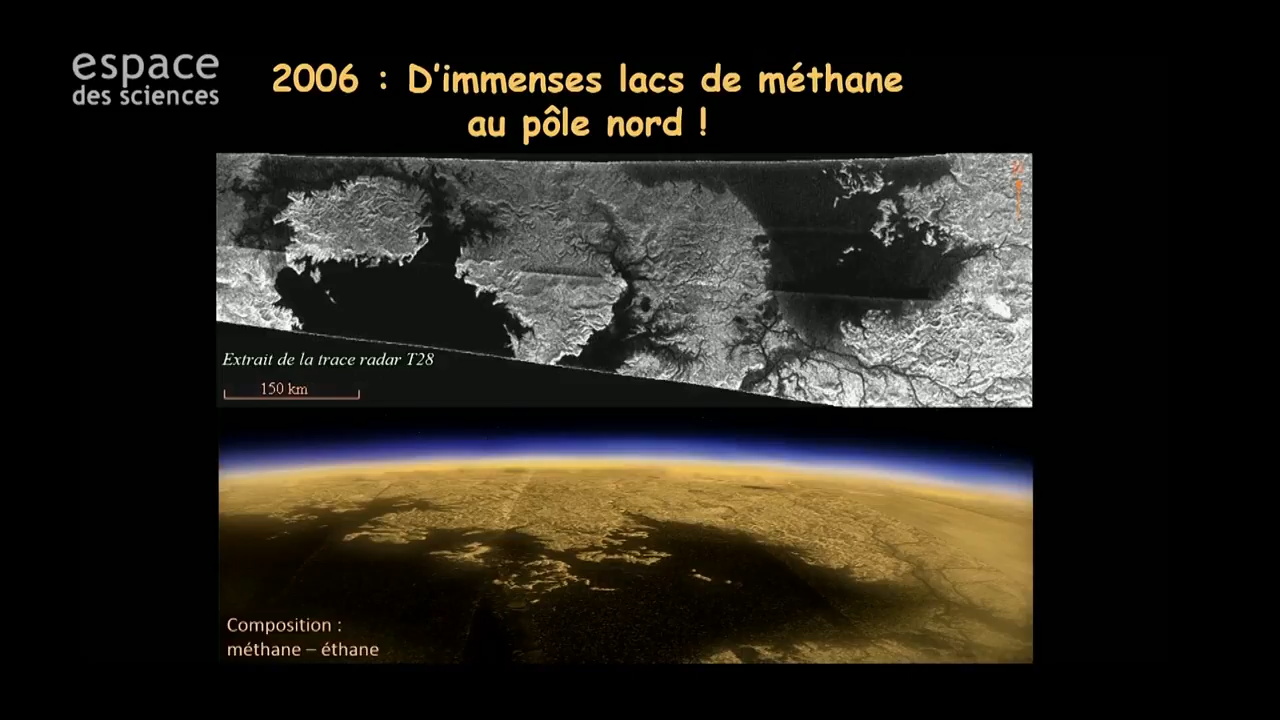 espace
des sciences
2006 : D'immenses lacs de méthane
au pôle nord !
Extrait de la trace radar T28
150 km
Composition :
méthane – éthane